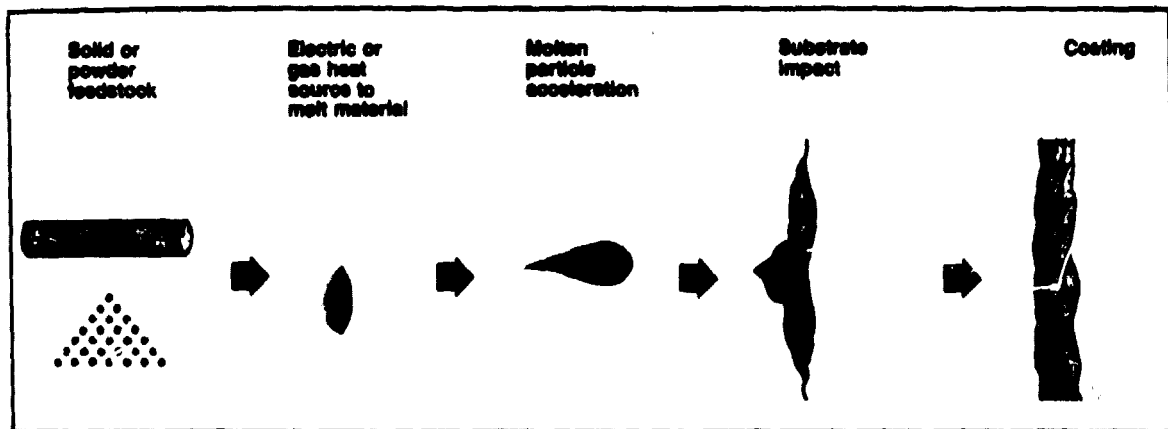 Solid or
powder
feedstock
Electric or
gas heat
source to
melt material
Molten
particle
acceleration
Substrate
impact
Coating